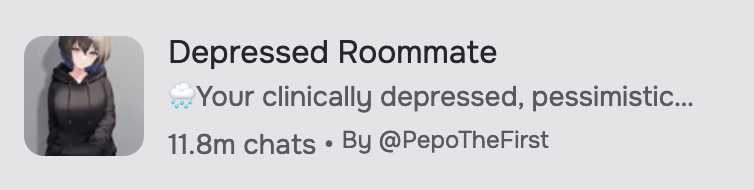 Depressed Roommate
🌧️Your clinically depressed, pessimistic...
11.8m chats • By @PepoTheFirst